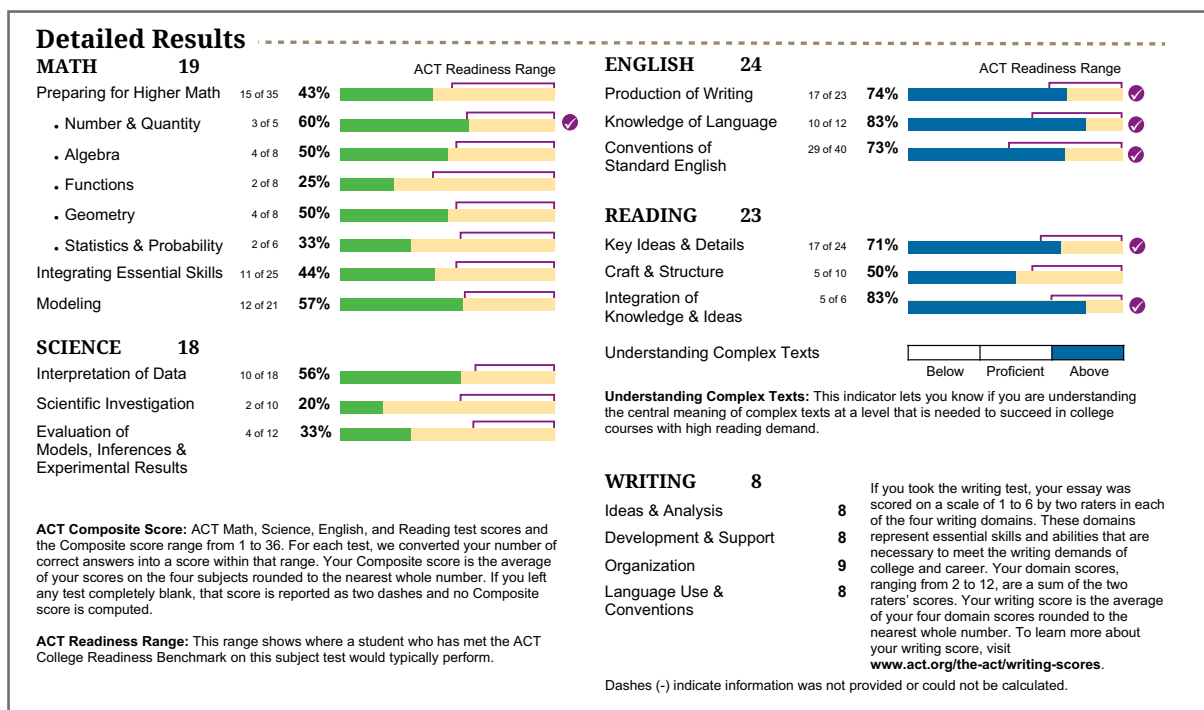 Detailed Results
MATH 19
ACT Readiness Range
Preparing for Higher Math 15 of 35 43%
• Number & Quantity 3 of 5 60%
• Algebra 4 of 8 50%
• Functions 2 of 8 25%
• Geometry 4 of 8 50%
• Statistics & Probability 2 of 6 33%
Integrating Essential Skills 11 of 25 44%
Modeling 12 of 21 57%
SCIENCE 18
Interpretation of Data 10 of 18 56%
Scientific Investigation 2 of 10 20%
Evaluation of 4 of 12 33%
Models, Inferences &
Experimental Results
ACT Composite Score: ACT Math, Science, English, and Reading test scores and
the Composite score range from 1 to 36. For each test, we converted your number of
correct answers into a score within that range. Your Composite score is the average
of your scores on the four subjects rounded to the nearest whole number. If you left
any test completely blank, that score is reported as two dashes and no Composite
score is computed.
ACT Readiness Range: This range shows where a student who has met the ACT
College Readiness Benchmark on this subject test would typically perform.
ENGLISH 24
ACT Readiness Range
Production of Writing 17 of 23 74%
Knowledge of Language 10 of 12 83%
Conventions of 29 of 40 73%
Standard English
READING 23
Key Ideas & Details 17 of 24 71%
Craft & Structure 5 of 10 50%
Integration of 5 of 6 83%
Knowledge & Ideas
Understanding Complex Texts
Below Proficient Above
Understanding Complex Texts: This indicator lets you know if you are understanding
the central meaning of complex texts at a level that is needed to succeed in college
courses with high reading demand.
WRITING 8
Ideas & Analysis 8
Development & Support 8
Organization 9
Language Use & 8
Conventions
If you took the writing test, your essay was
scored on a scale of 1 to 6 by two raters in each
of the four writing domains. These domains
represent essential skills and abilities that are
necessary to meet the writing demands of
college and career. Your domain scores,
ranging from 2 to 12, are a sum of the two
raters' scores. Your writing score is the average
of your four domain scores rounded to the
nearest whole number. To learn more about
your writing score, visit
www.act.org/the-act/writing-scores.
Dashes (-) indicate information was not provided or could not be calculated.